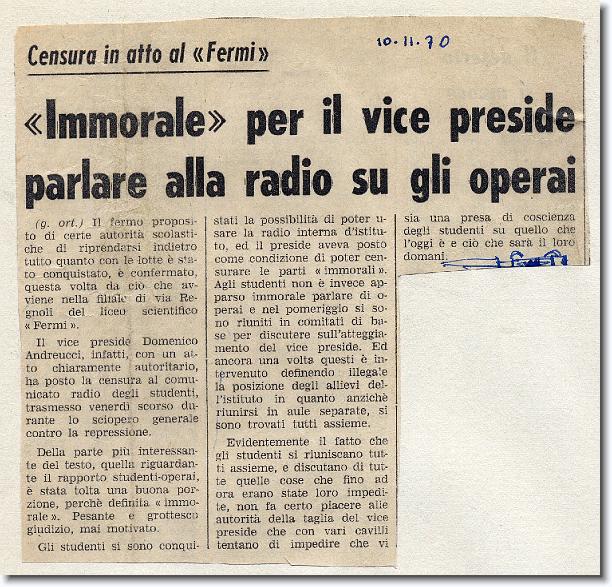 Censura in atto al «Fermi»
10.11.70
«Immorale» per il vice preside
parlare alla radio su gli operai
(g. ort.) Il fermo proposi-
to di certe autorità scolasti-
che di riprendersi indietro
tutto quanto con le lotte è sta-
to conquistato, è confermato,
questa volta da ciò che av-
viene nella filiale di via Re-
gnoli del liceo scientifico
« Fermi ».
Il vice preside Domenico
Andreucci, infatti, con un at-
to chiaramente autoritario,
ha posto la censura al comu-
nicato radio degli studenti,
trasmesso venerdì scorso du-
rante lo sciopero generale
contro la repressione.
Della parte più interessan-
te del testo, quella riguardan-
te il rapporto studenti-operai,
è stata tolta una buona por-
zione, perchè definita « immo-
rale ». Pesante e grottesco
giudizio, mai motivato.
Gli studenti si sono conqui-
stati la possibilità di poter u-
sare la radio interna d'istitu-
to, ed il preside aveva posto
come condizione di poter cen-
surare le parti « immorali ».
Agli studenti non è invece ap-
parso immorale parlare di o-
perai e nel pomeriggio si so-
no riuniti in comitati di ba-
se per discutere sull'atteggia-
mento del vice preside. Ed
ancora una volta questi è in-
tervenuto definendo illegale
la posizione degli allievi del-
l'istituto in quanto anzichè
riunirsi in aule separate, si
sono trovati tutti assieme.
Evidentemente il fatto che
gli studenti si riuniscano tut-
ti assieme, e discutano di tut-
te quelle cose che fino ad
ora erano state loro impedi-
te, non fa certo piacere alle
autorità della taglia del vice
preside che con vari cavilli
tentano di impedire che vi
sia una presa di coscienza
degli studenti su quello che
l'oggi è e ciò che sarà il loro
domani.